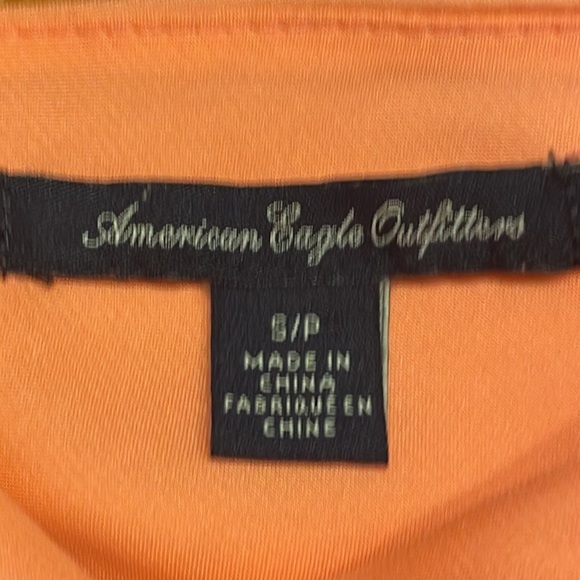 American Eagle Outfitters
S/P
MADE IN
CHINA
FABRIQUÉ EN
CHINE